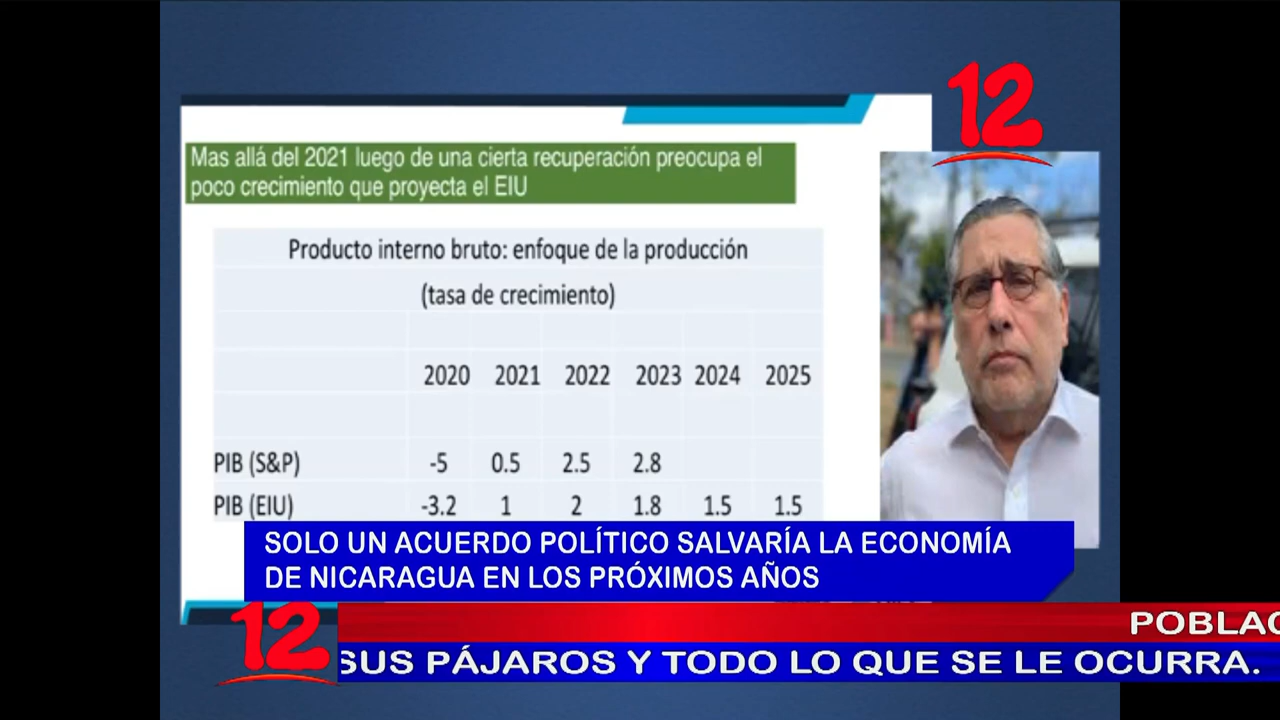 12
Mas allá del 2021 luego de una cierta recuperación preocupa el
poco crecimiento que proyecta el EIU
Producto interno bruto: enfoque de la producción
(tasa de crecimiento)
2020 2021 2022 2023 2024 2025
PIB (S&P) -5 0.5 2.5 2.8
PIB (EIU) -3.2 1 2 1.8 1.5 1.5
SOLO UN ACUERDO POLÍTICO SALVARÍA LA ECONOMÍA
DE NICARAGUA EN LOS PRÓXIMOS AÑOS
12
POBLAC
SUS PÁJAROS Y TODO LO QUE SE LE OCURRA.